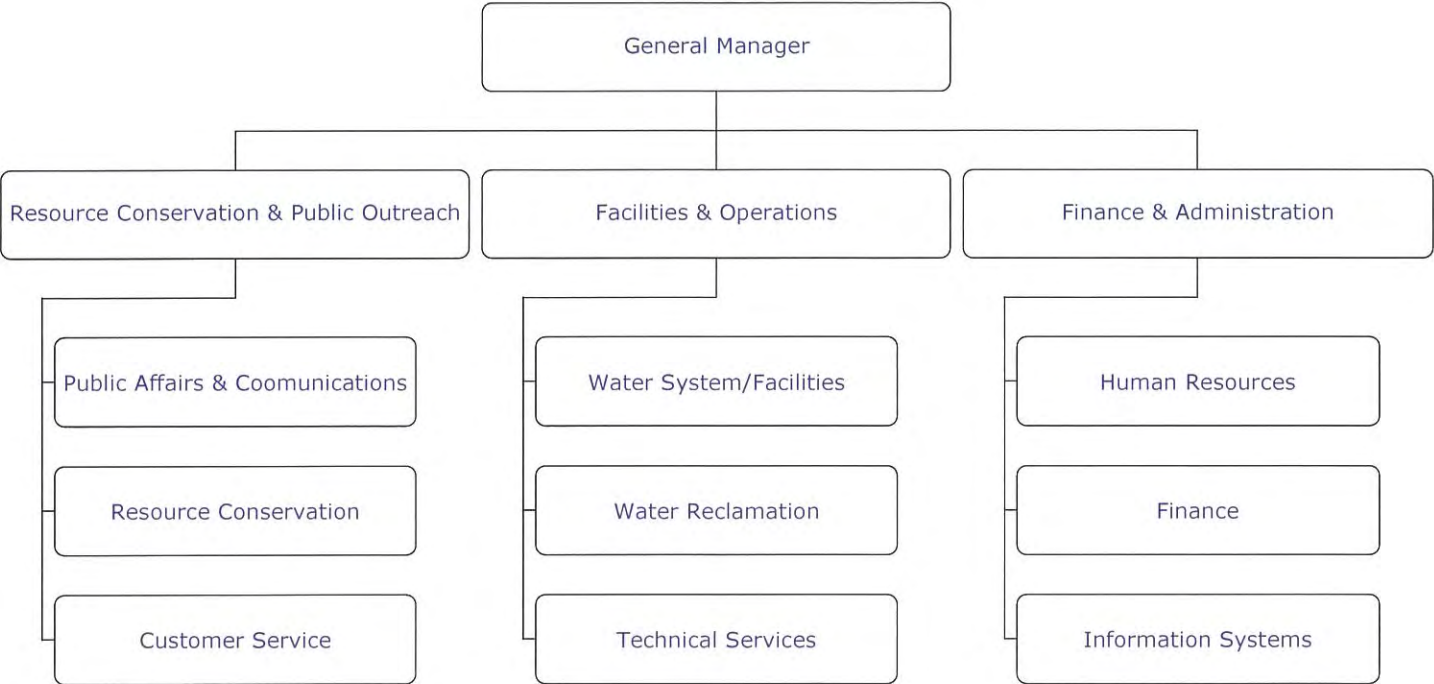 General Manager
Resource Conservation & Public Outreach
Facilities & Operations
Finance & Administration
Public Affairs & Coomunications
Water System/Facilities
Human Resources
Resource Conservation
Water Reclamation
Finance
Customer Service
Technical Services
Information Systems